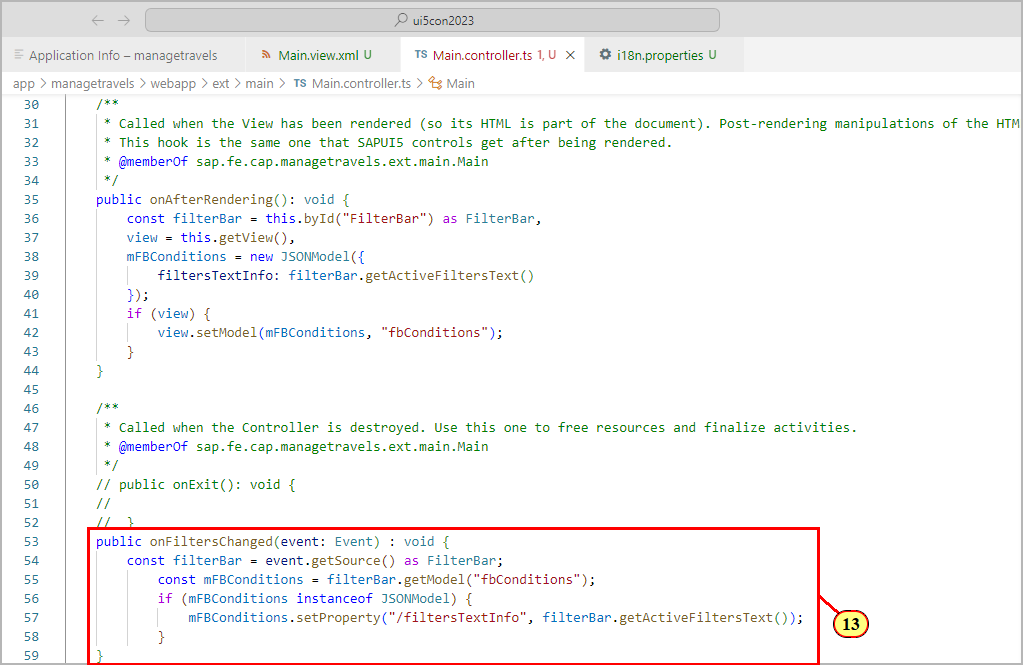 ui5con2023
Application Info – managetravels
Main.view.xml U
TS Main.controller.ts 1, U
i18n.properties U
app > managetravels > webapp > ext > main > TS Main.controller.ts > Main
30 /**
31 * Called when the View has been rendered (so its HTML is part of the document). Post-rendering manipulations of the HTM
32 * This hook is the same one that SAPUI5 controls get after being rendered.
33 * @memberOf sap.fe.cap.managetravels.ext.main.Main
34 */
35 public onAfterRendering(): void {
36 const filterBar = this.byId("FilterBar") as FilterBar,
37 view = this.getView(),
38 mFBConditions = new JSONModel({
39 filtersTextInfo: filterBar.getActiveFiltersText()
40 });
41 if (view) {
42 view.setModel(mFBConditions, "fbConditions");
43 }
44 }
45
46 /**
47 * Called when the Controller is destroyed. Use this one to free resources and finalize activities.
48 * @memberOf sap.fe.cap.managetravels.ext.main.Main
49 */
50 // public onExit(): void {
51 //
52 // }
53 public onFiltersChanged(event: Event) : void {
54 const filterBar = event.getSource() as FilterBar;
55 const mFBConditions = filterBar.getModel("fbConditions");
56 if (mFBConditions instanceof JSONModel) {
57 mFBConditions.setProperty("/filtersTextInfo", filterBar.getActiveFiltersText());
58 }
59 }
13